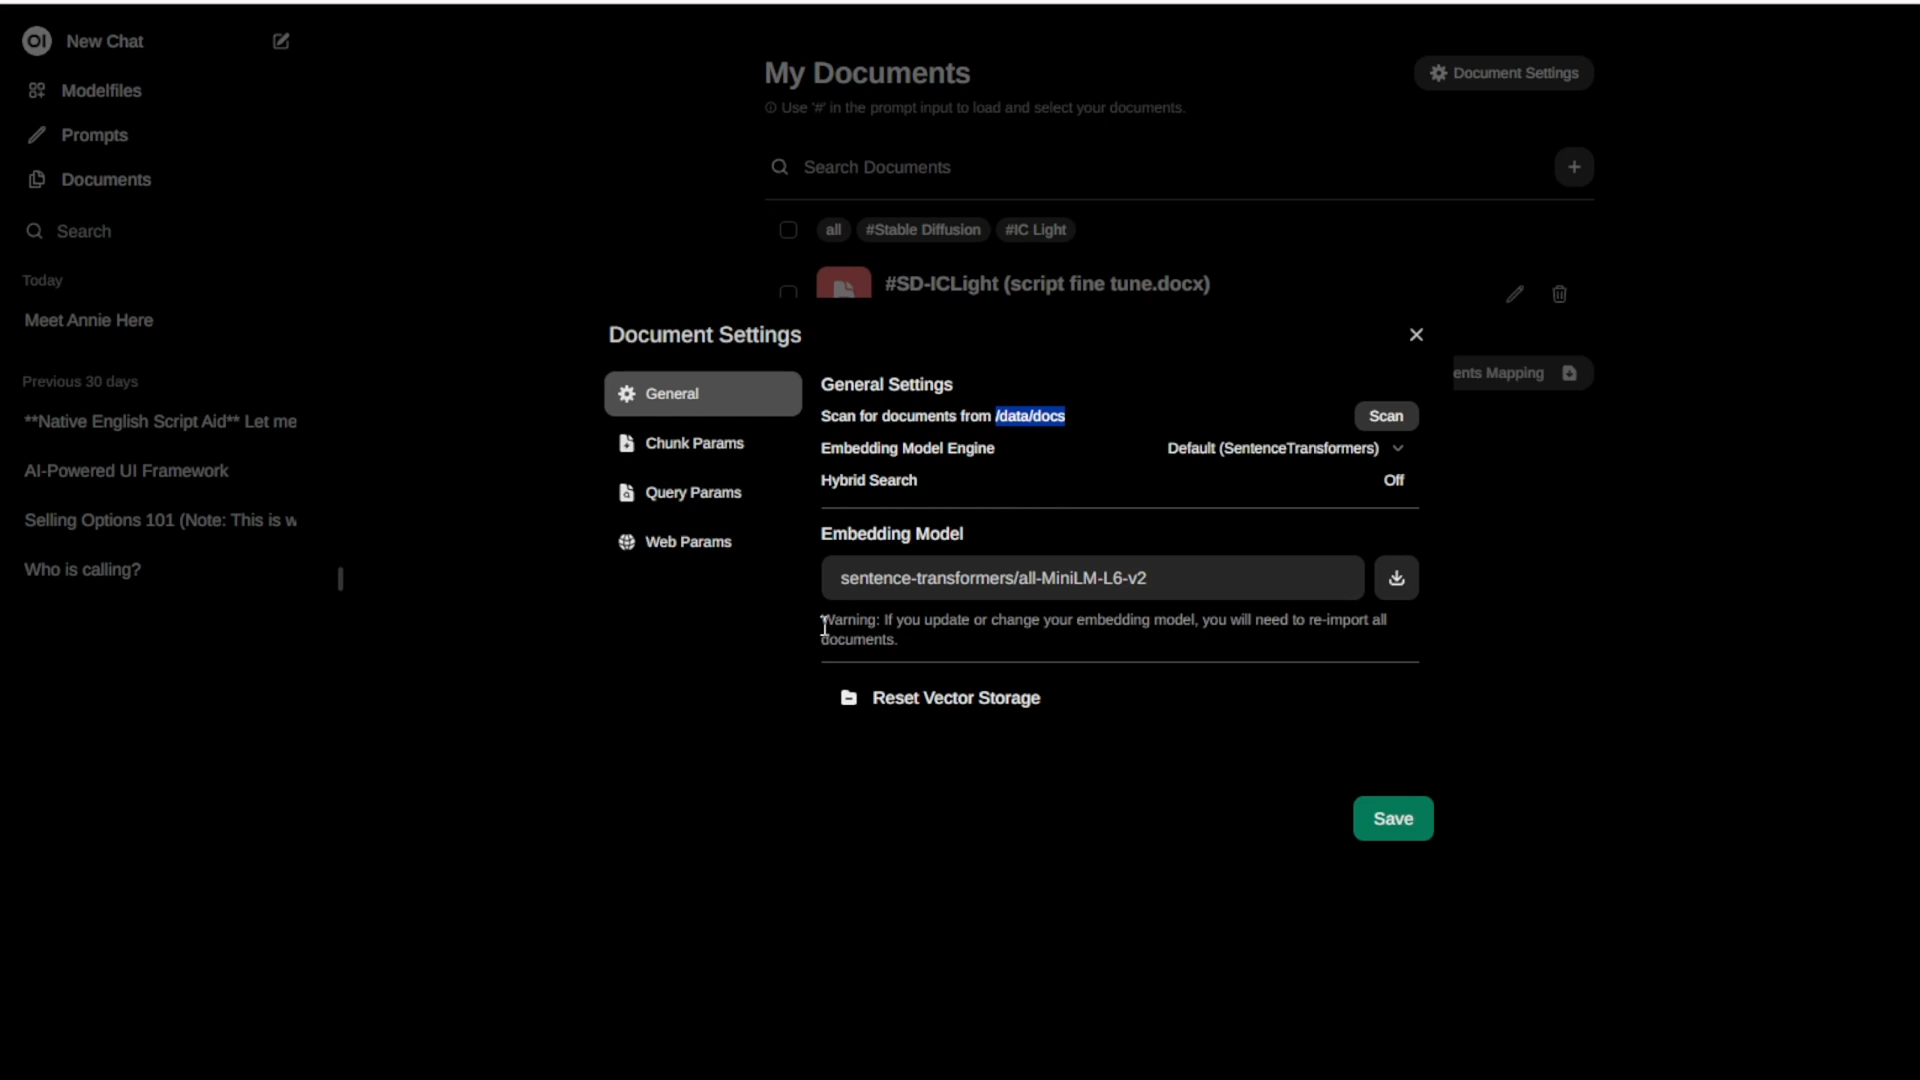 OI New Chat
Modelfiles
Prompts
Documents
Search
Today
Meet Annie Here
Previous 30 days
**Native English Script Aid** Let me
AI-Powered UI Framework
Selling Options 101 (Note: This is w
Who is calling?
My Documents
Document Settings
Use '#' in the prompt input to load and select your documents.
Search Documents
all #Stable Diffusion #IC Light
#SD-ICLight (script fine tune.docx)
ents Mapping
Document Settings
General
Chunk Params
Query Params
Web Params
General Settings
Scan for documents from /data/docs Scan
Embedding Model Engine Default (SentenceTransformers)
Hybrid Search Off
Embedding Model
sentence-transformers/all-MiniLM-L6-v2
Warning: If you update or change your embedding model, you will need to re-import all
documents.
Reset Vector Storage
Save